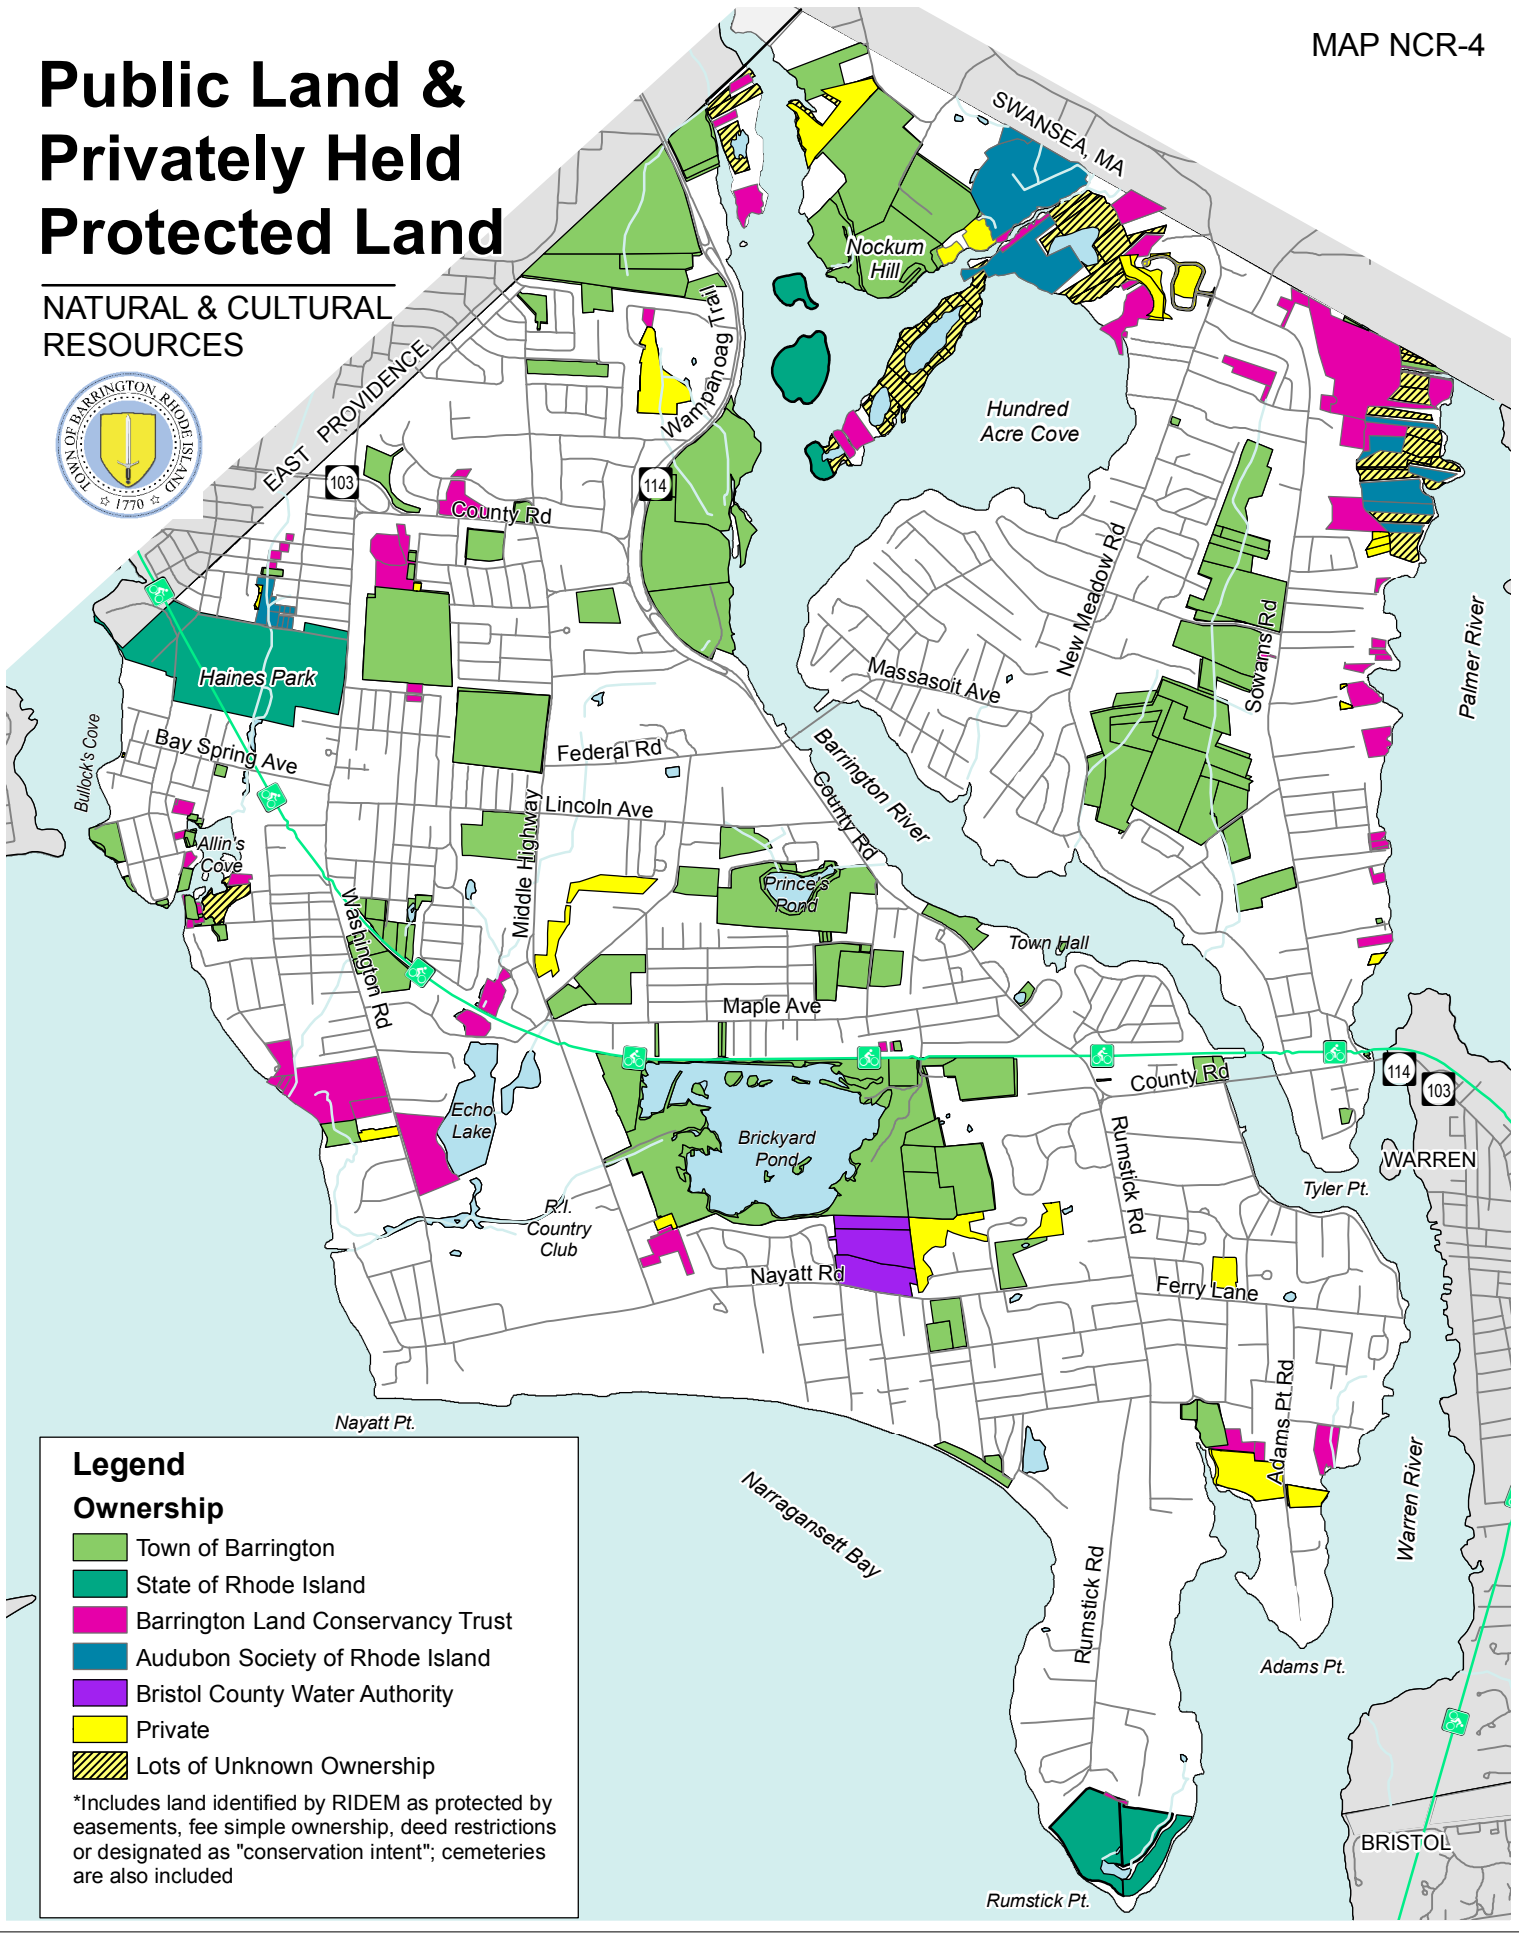 MAP NCR-4
Public Land &
Privately Held
Protected Land
NATURAL & CULTURAL
RESOURCES
TOWN OF BARRINGTON, RHODE ISLAND
1770
SWANSEA, MA
Nockum
Hill
EAST PROVIDENCE
Wampanoag Trail
Hundred
Acre Cove
103
114
County Rd
New Meadow Rd
Sowams Rd
Palmer River
Haines Park
Massasoit Ave
Bullock's Cove
Bay Spring Ave
Federal Rd
Barrington River
County Rd
Lincoln Ave
Middle Highway
Allin's
Cove
Prince's
Pond
Washington Rd
Town Hall
Maple Ave
County Rd
114
103
Echo
Lake
Brickyard
Pond
Rumstick Rd
WARREN
Tyler Pt.
R.I.
Country
Club
Nayatt Rd
Ferry Lane
Adams Pt Rd
Nayatt Pt.
Narragansett Bay
Warren River
Rumstick Rd
Adams Pt.
BRISTOL
Rumstick Pt.
Legend
Ownership
Town of Barrington
State of Rhode Island
Barrington Land Conservancy Trust
Audubon Society of Rhode Island
Bristol County Water Authority
Private
Lots of Unknown Ownership
*Includes land identified by RIDEM as protected by
easements, fee simple ownership, deed restrictions
or designated as "conservation intent"; cemeteries
are also included